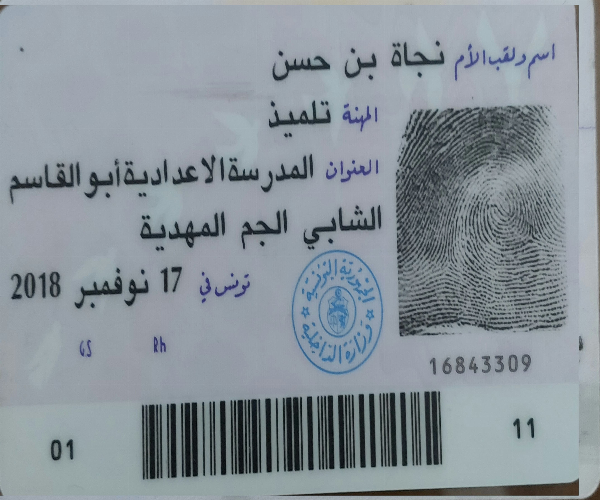 اسم ولقب الأم نجاة بن حسن
المهنة تلميذ
العنوان المدرسة الاعدادية أبو القاسم
الشابي الجم المهدية
تونس في 17 نوفمبر 2018
الجمهورية التونسية
وزارة الداخلية
GS Rh
16843309
01 11